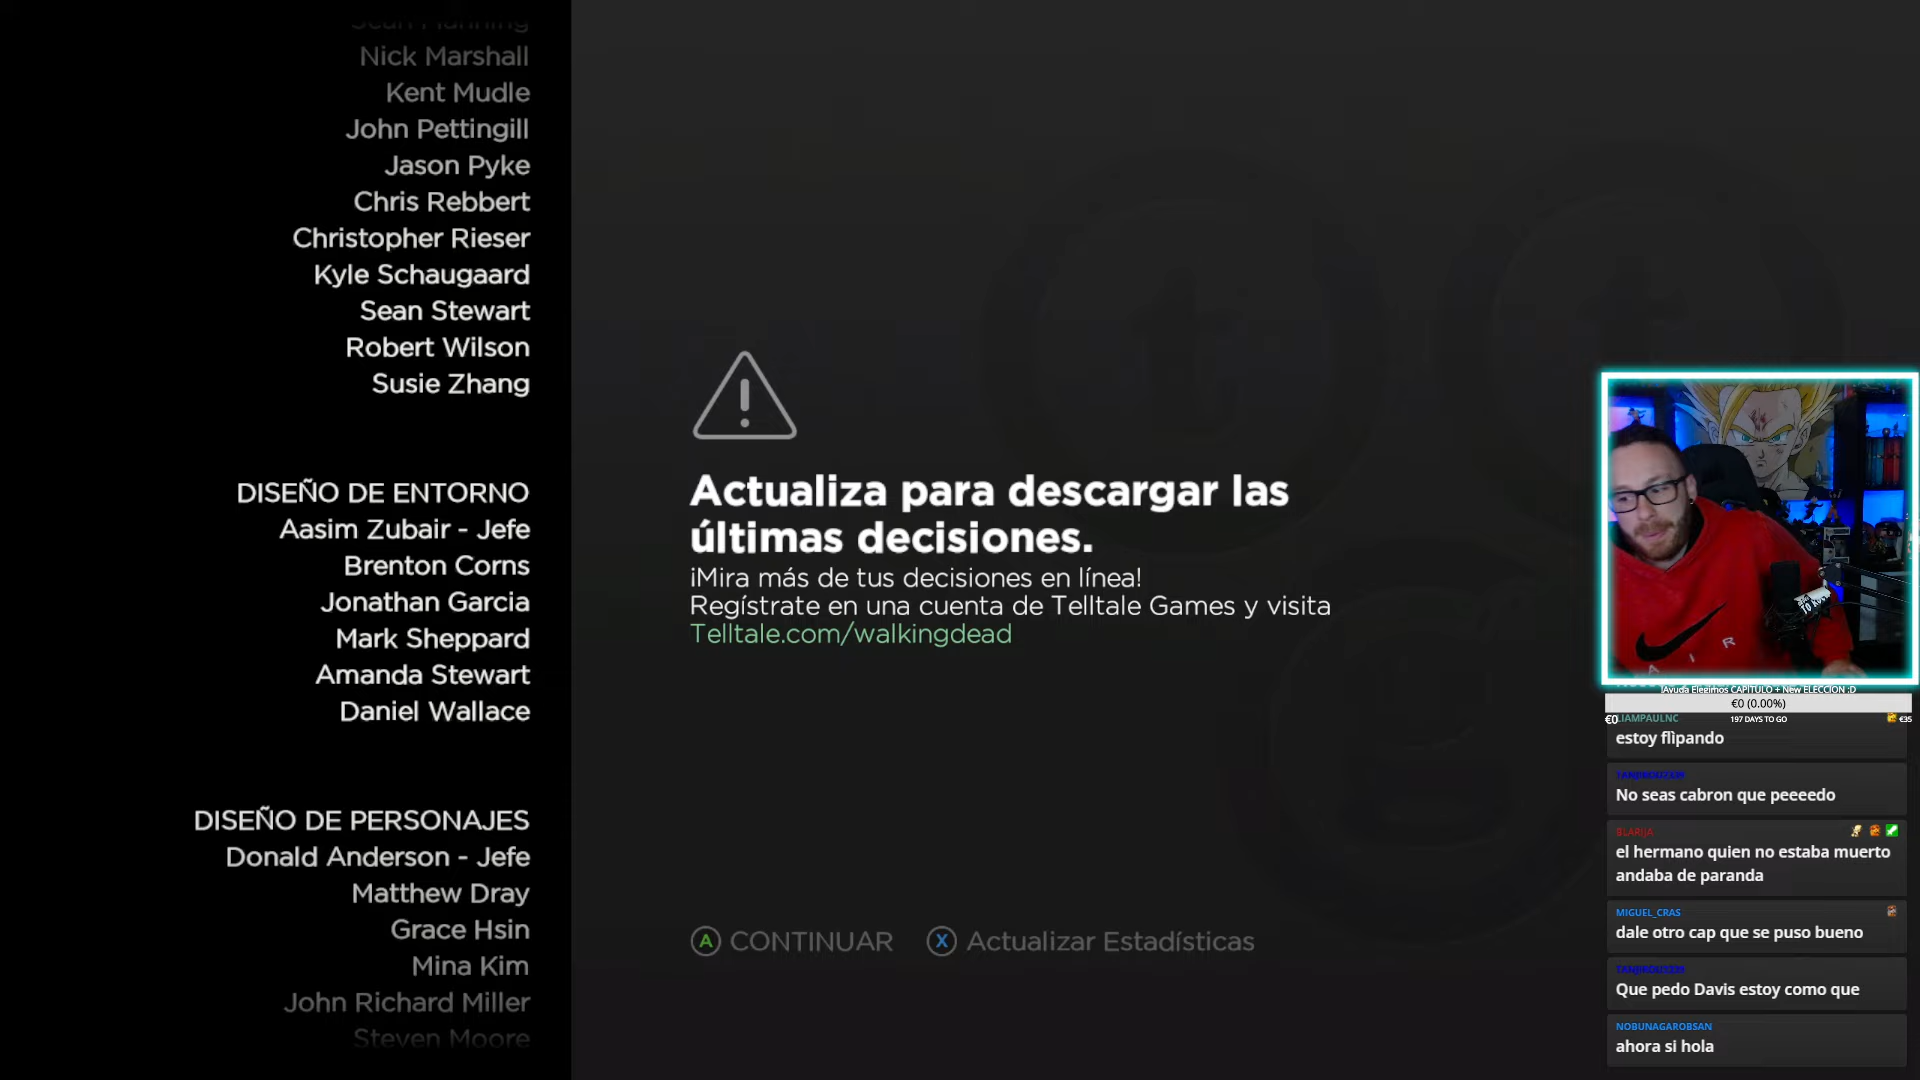 Sean Manning
Nick Marshall
Kent Mudle
John Pettingill
Jason Pyke
Chris Rebbert
Christopher Rieser
Kyle Schaugaard
Sean Stewart
Robert Wilson
Susie Zhang
DISEÑO DE ENTORNO
Aasim Zubair - Jefe
Brenton Corns
Jonathan Garcia
Mark Sheppard
Amanda Stewart
Daniel Wallace
DISEÑO DE PERSONAJES
Donald Anderson - Jefe
Matthew Dray
Grace Hsin
Mina Kim
John Richard Miller
Steven Moore
Actualiza para descargar las
últimas decisiones.
¡Mira más de tus decisiones en línea!
Regístrate en una cuenta de Telltale Games y visita
Telltale.com/walkingdead
A CONTINUAR X Actualizar Estadísticas
AIR
¡Ayuda Elegimos CAPITULO + New ELECCION :D
€0 (0.00%)
€0 197 DAYS TO GO €35
LIAMPAULNC
estoy flipando
No seas cabron que peeeedo
BLARIJA
el hermano quien no estaba muerto
andaba de paranda
MIGUEL_CRAS
dale otro cap que se puso bueno
Que pedo Davis estoy como que
NOBUNAGAROBSAN
ahora si hola